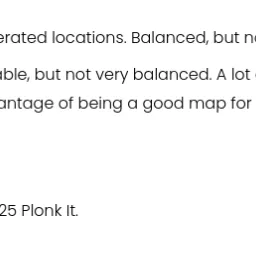 erated locations. Balanced, but
able, but not very balanced. A lot
antage of being a good map for
25 Plonk It.